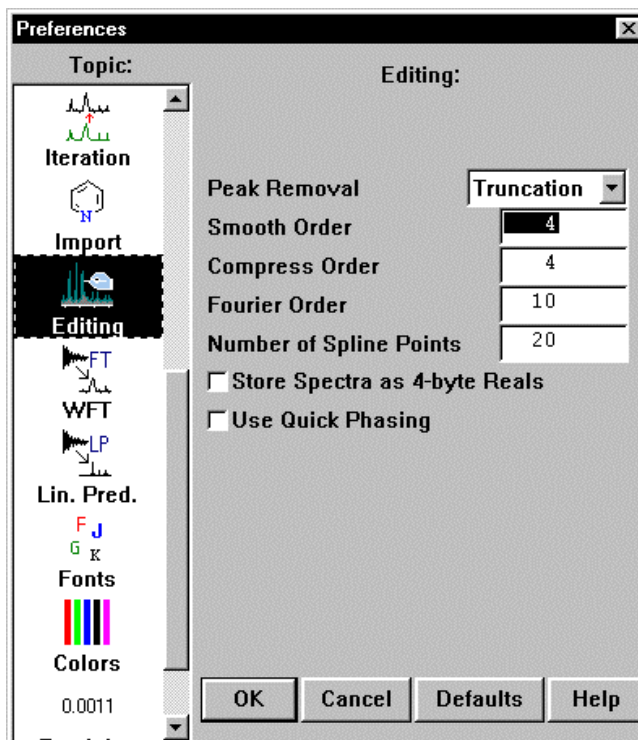 Preferences
Topic:
Editing:
Iteration
N
Import
Editing
FT
WFT
LP
Lin. Pred.
F J
G K
Fonts
Colors
0.0011
Peak Removal Truncation
Smooth Order 4
Compress Order 4
Fourier Order 10
Number of Spline Points 20
Store Spectra as 4-byte Reals
Use Quick Phasing
OK Cancel Defaults Help